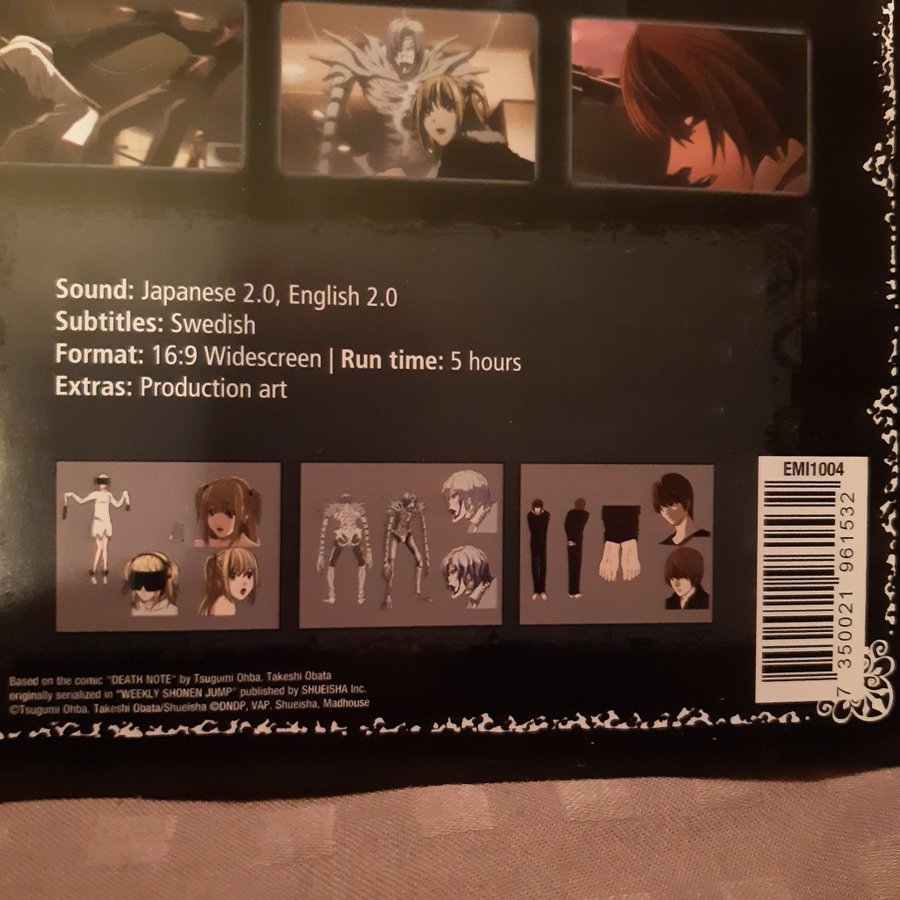 Sound: Japanese 2.0, English 2.0
Subtitles: Swedish
Format: 16:9 Widescreen | Run time: 5 hours
Extras: Production art
EMI1004
7 350021 961532
Based on the comic "DEATH NOTE" by Tsugumi Ohba, Takeshi Obata
originally serialized in "WEEKLY SHONEN JUMP" published by SHUEISHA Inc.
©Tsugumi Ohba, Takeshi Obata/Shueisha ©DNDP, VAP, Shueisha, Madhouse